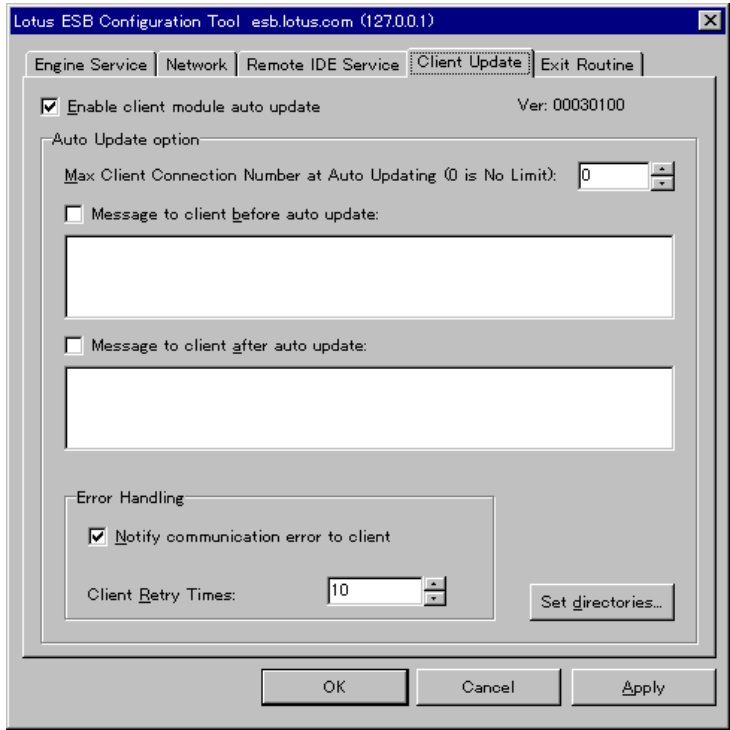 Lotus ESB Configuration Tool esb.lotus.com (127.0.0.1)
Engine Service Network Remote IDE Service Client Update Exit Routine
Enable client module auto update Ver: 00030100
Auto Update option
Max Client Connection Number at Auto Updating (0 is No Limit): 0
Message to client before auto update:
Message to client after auto update:
Error Handling
Notify communication error to client
Client Retry Times: 10
Set directories...
OK Cancel Apply